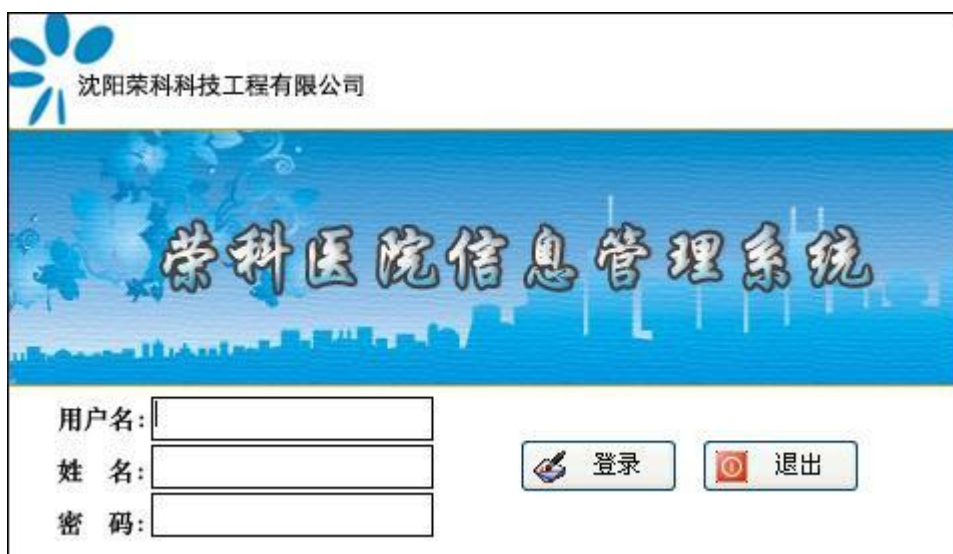 沈阳荣科科技工程有限公司
荣科医院信息管理系统
用户名:
姓 名:
密 码:
登录 退出